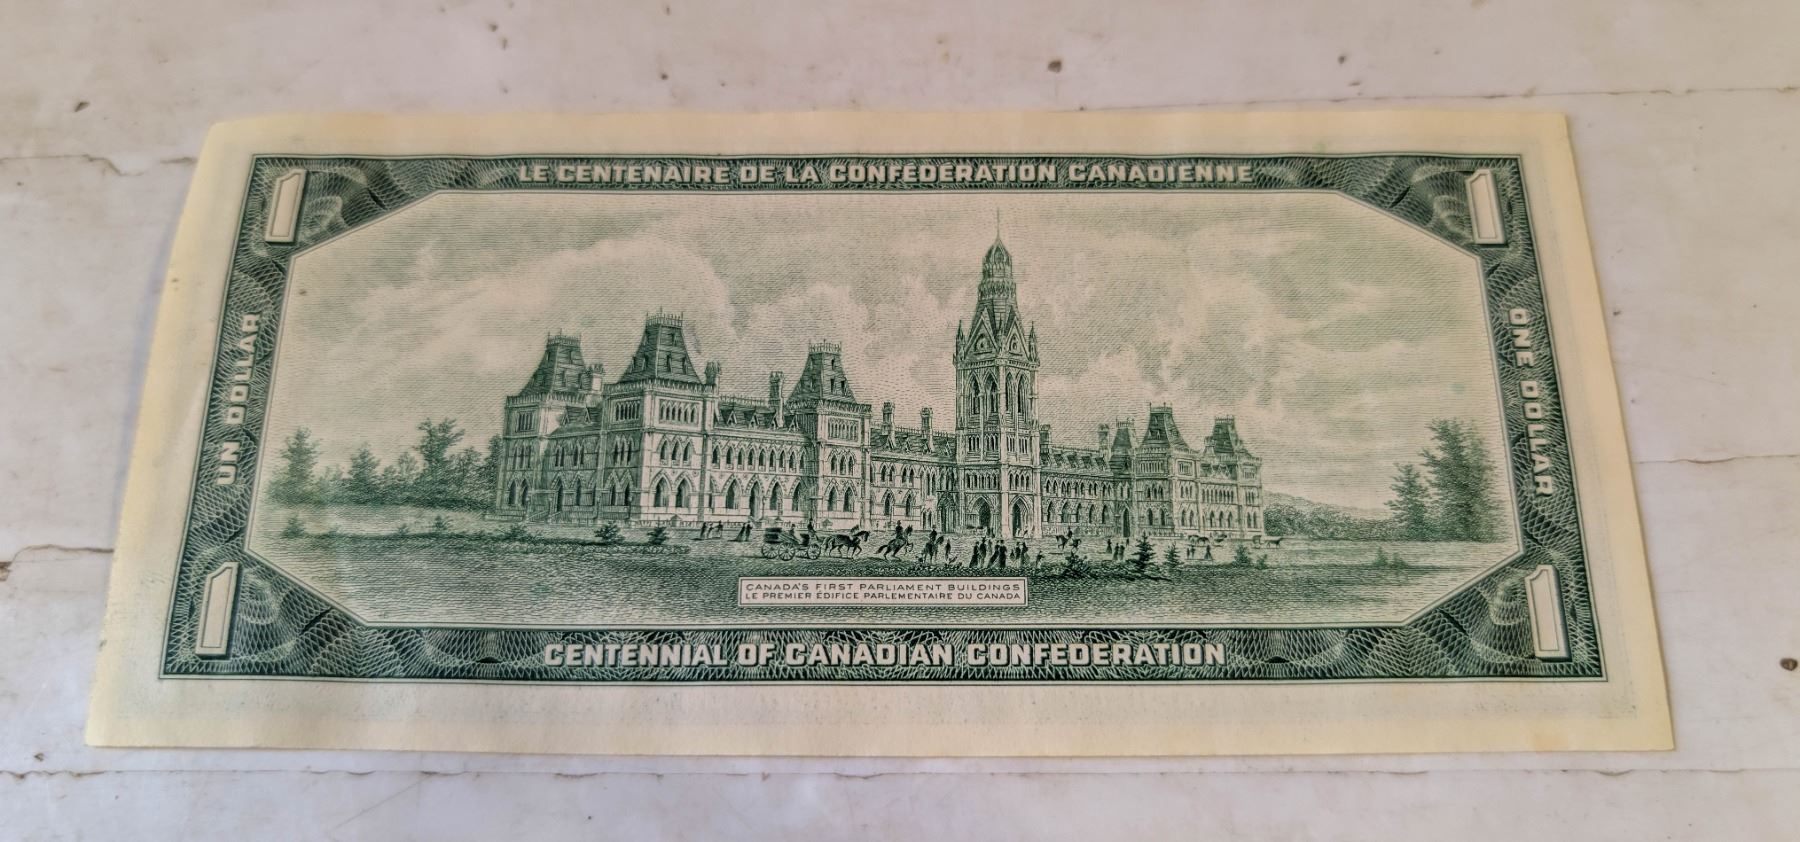 LE CENTENAIRE DE LA CONFÉDÉRATION CANADIENNE
1
1
UN DOLLAR
ONE DOLLAR
CANADA'S FIRST PARLIAMENT BUILDINGS
LE PREMIER ÉDIFICE PARLEMENTAIRE DU CANADA
1
1
CENTENNIAL OF CANADIAN CONFEDERATION